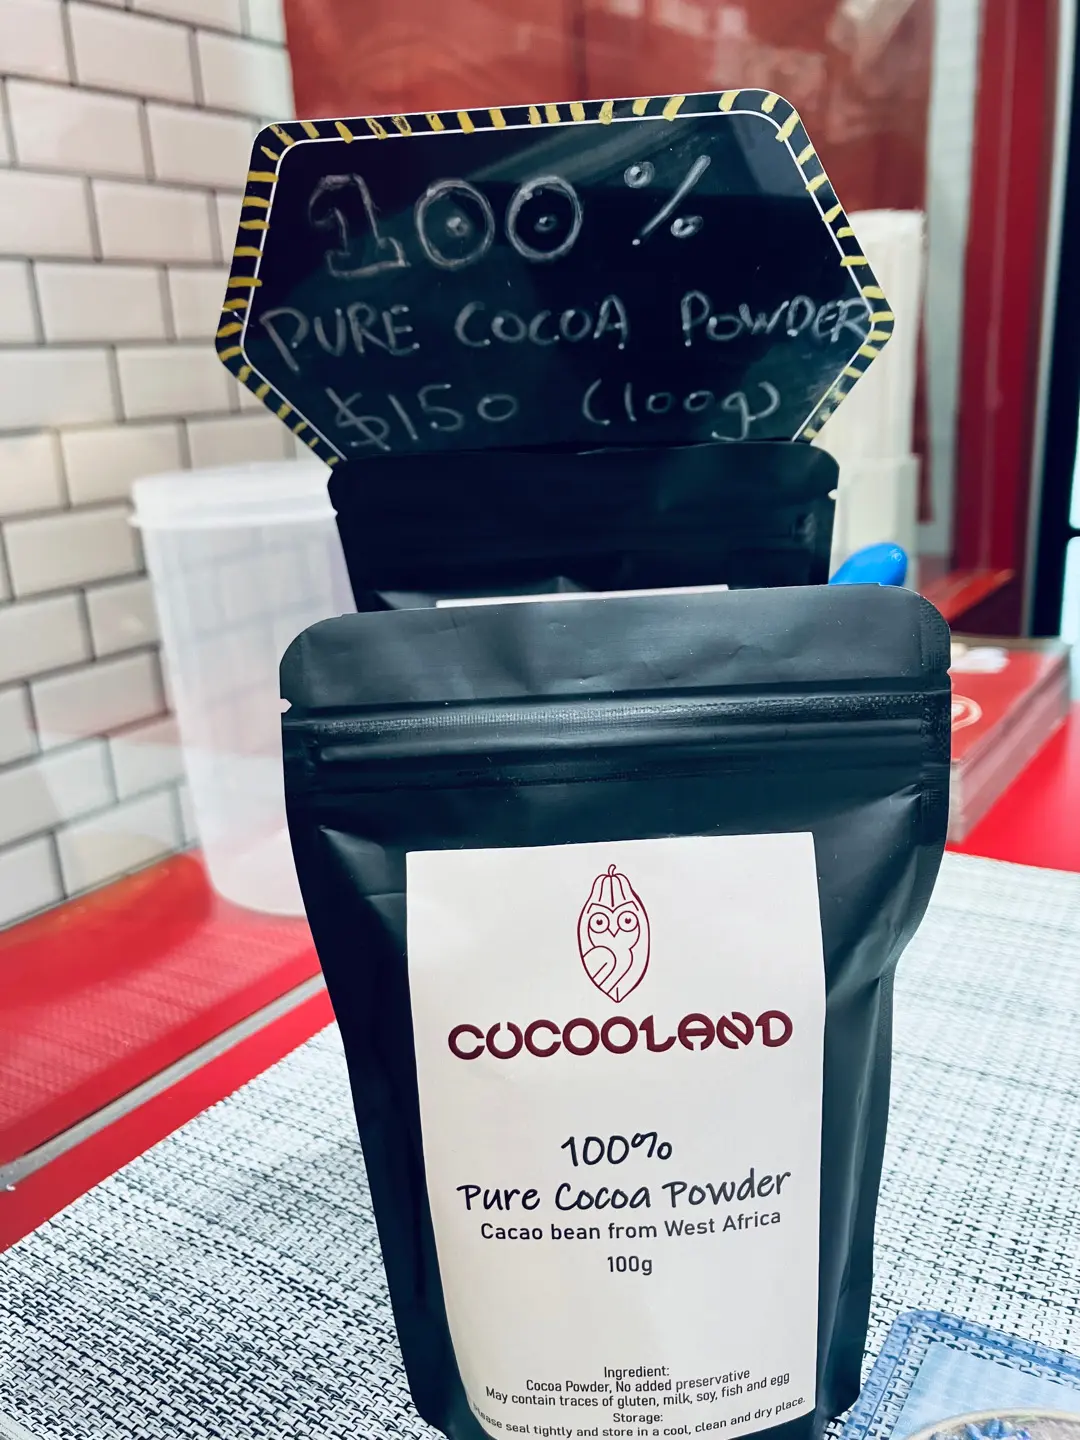 100%
PURE COCOA POWDER
$150 (100g)
COCOOLAND
100%
Pure Cocoa Powder
Cacao bean from West Africa
100g
Ingredient:
Cocoa Powder, No added preservative
May contain traces of gluten, milk, soy, fish and egg
Storage:
Please seal tightly and store in a cool, clean and dry place.